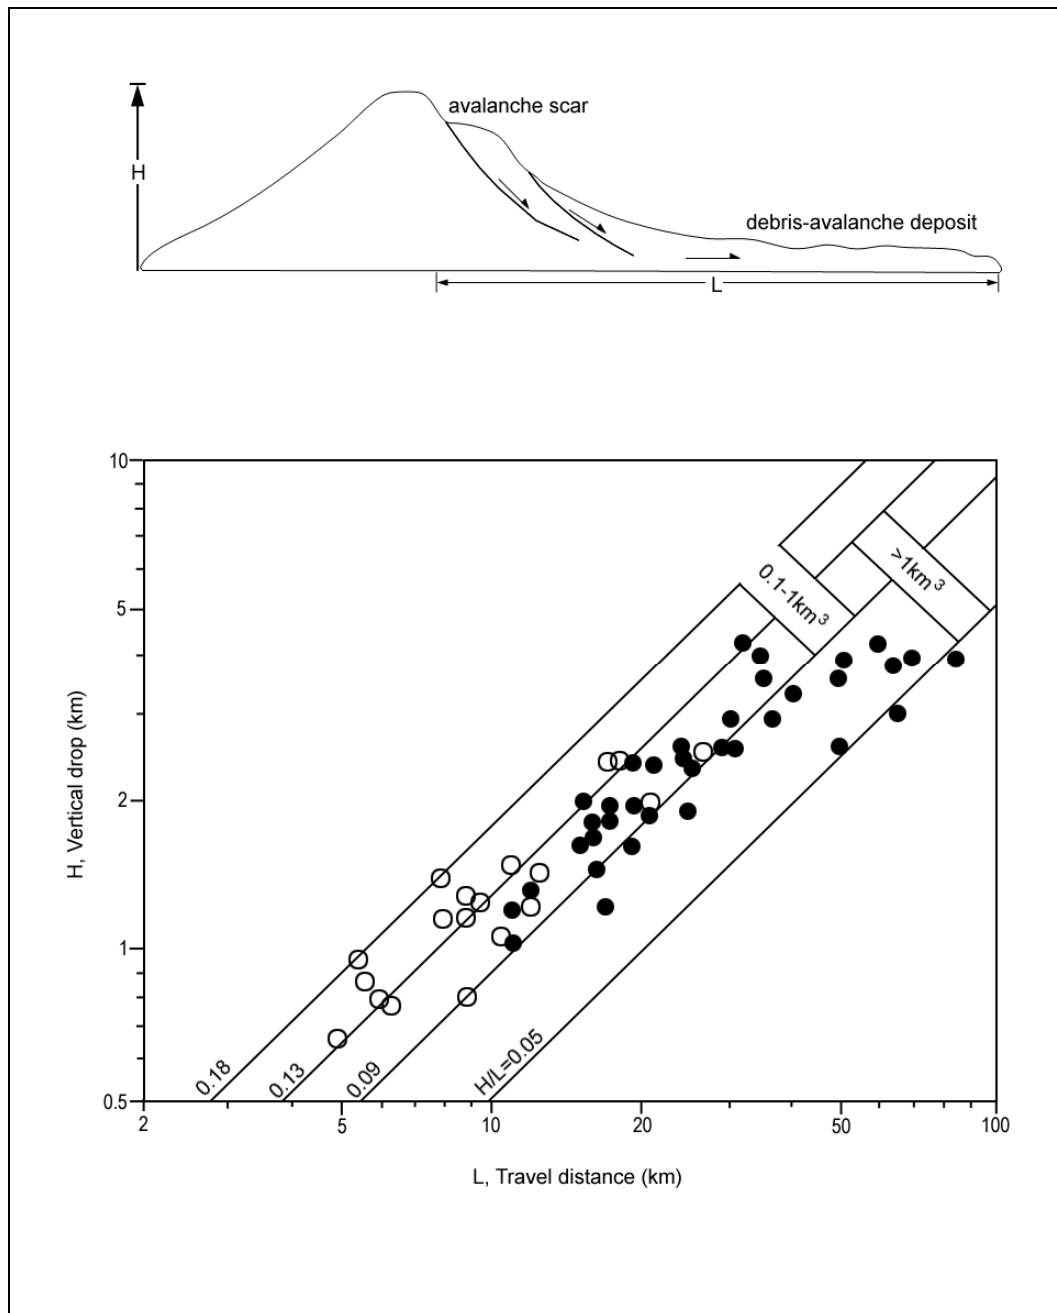 avalanche scar
H
debris-avalanche deposit
L
10
5
2
1
0.5
H, Vertical drop (km)
0.1-1km³
>1km³
0.18
0.13
0.09
H/L=0.05
2
5
10
20
50
100
L, Travel distance (km)